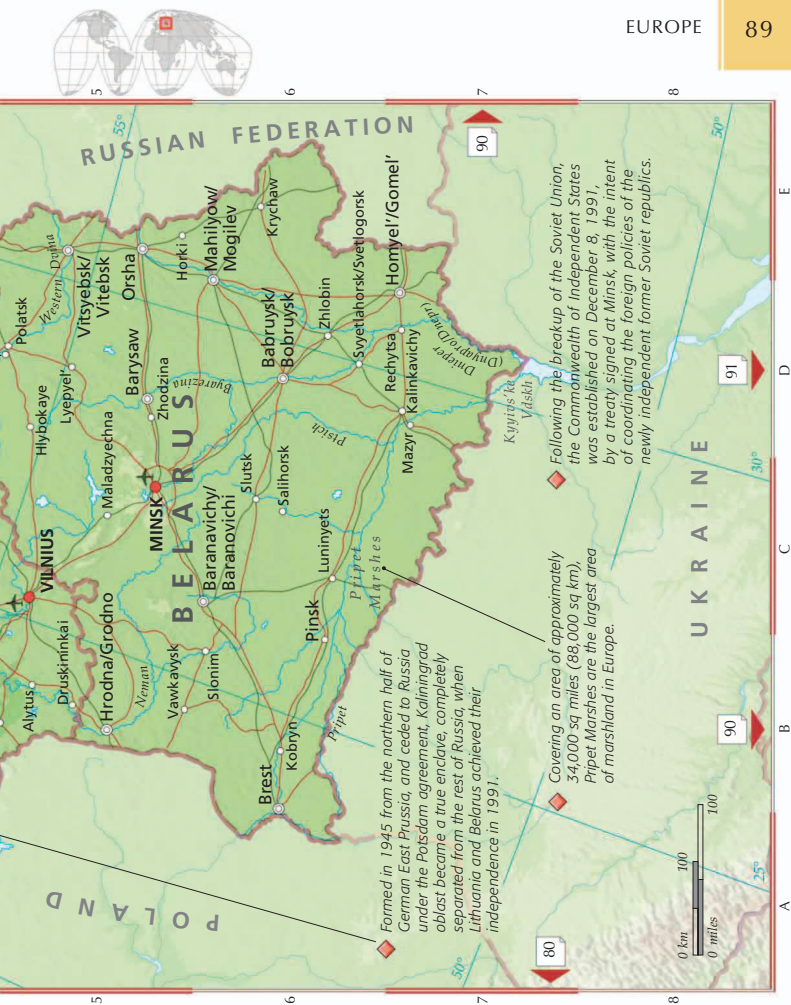 EUROPE
89
5
6
7
8
55°
50°
RUSSIAN FEDERATION
90
E
Polatsk
Western Dvina
Vitsyebsk/
Vitebsk
Orsha
Horki
Mahilyow/
Mogilev
Krychaw
Hlybokaye
Lyepyel’
Barysaw
Zhodzina
Byarezina
Babruysk/
Bobruysk
Zhlobin
Svyetlahorsk/Svetlogorsk
Homyel’/Gomel’
Rechytsa
Kalinkavichy
Dnieper
(Dnyapro/Dnepr)
Mazyr
Ptsich
Kyyivs’ke
Vdskh
91
D
Following the breakup of the Soviet Union,
the Commonwealth of Independent States
was established on December 8, 1991,
by a treaty signed at Minsk, with the intent
of coordinating the foreign policies of the
newly independent former Soviet republics.
30°
VILNIUS
Maladzyechna
MINSK
BELARUS
Baranavichy/
Baranovichi
Slutsk
Salihorsk
Luninyets
Pinsk
Pripet
Marshes
UKRAINE
C
Covering an area of approximately
34,000 sq miles (88,000 sq km),
Pripet Marshes are the largest area
of marshland in Europe.
Alytus
Druskininkai
Hrodna/Grodno
Neman
Vawkavysk
Slonim
Brest
Kobryn
Pripet
90
B
Formed in 1945 from the northern half of
German East Prussia, and ceded to Russia
under the Potsdam agreement, Kaliningrad
oblast became a true enclave, completely
separated from the rest of Russia, when
Lithuania and Belarus achieved their
independence in 1991.
POLAND
80
50°
25°
0 km
100
0 miles
100
A
5
6
7
8